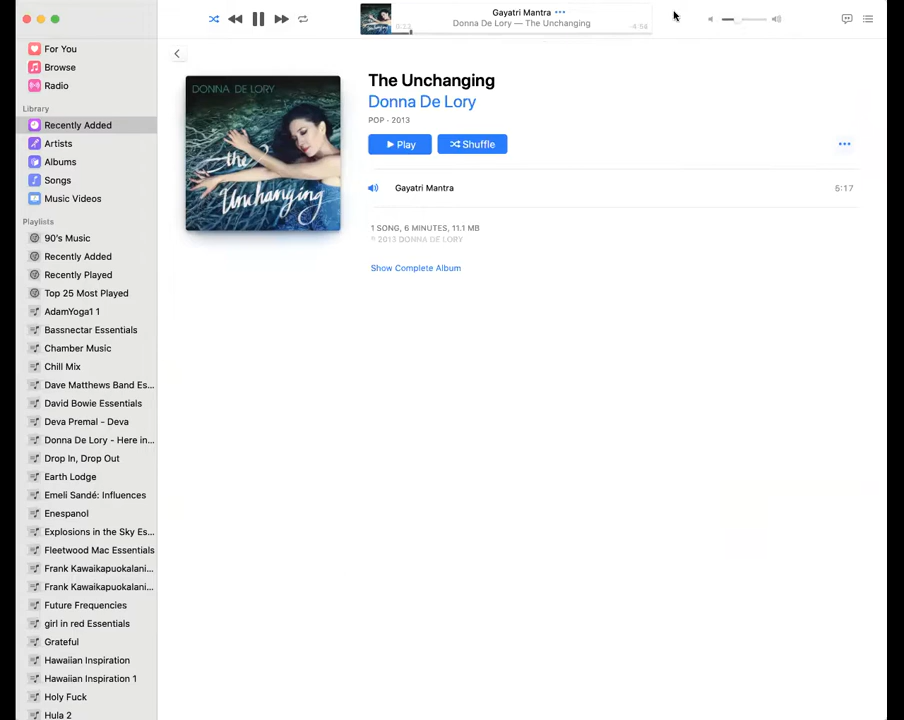 Gayatri Mantra •••
Donna De Lory — The Unchanging
0:13
-4:56
For You
Browse
Radio
Library
Recently Added
Artists
Albums
Songs
Music Videos
Playlists
90's Music
Recently Added
Recently Played
Top 25 Most Played
AdamYoga1 1
Bassnectar Essentials
Chamber Music
Chill Mix
Dave Matthews Band Es...
David Bowie Essentials
Deva Premal - Deva
Donna De Lory - Here in...
Drop In, Drop Out
Earth Lodge
Emeli Sandé: Influences
Enespanol
Explosions in the Sky Es...
Fleetwood Mac Essentials
Frank Kawaikapuokalani...
Frank Kawaikapuokalani...
Future Frequencies
girl in red Essentials
Grateful
Hawaiian Inspiration
Hawaiian Inspiration 1
Holy Fuck
Hula 2
DONNA DE LORY
the
Unchanging
The Unchanging
Donna De Lory
POP · 2013
Play
Shuffle
•••
Gayatri Mantra
5:17
1 SONG, 6 MINUTES, 11.1 MB
℗ 2013 DONNA DE LORY
Show Complete Album